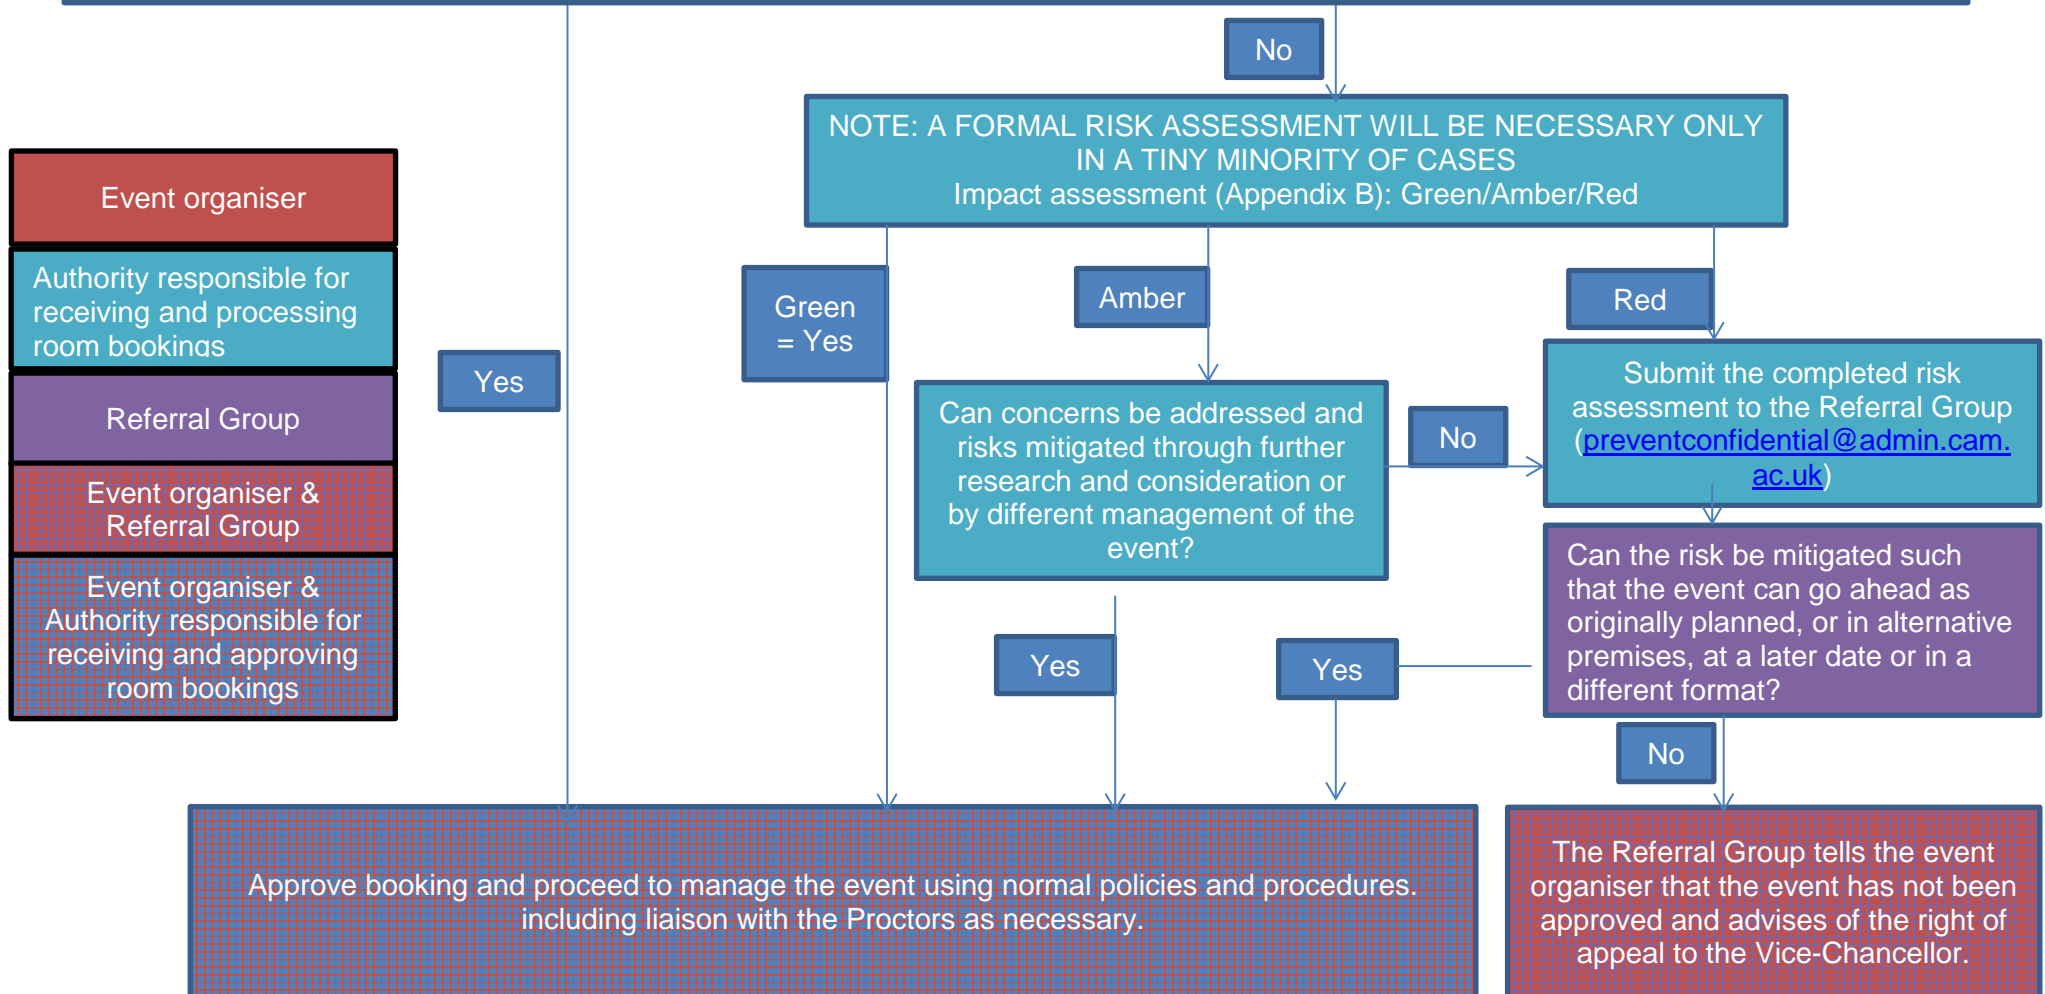 No
NOTE: A FORMAL RISK ASSESSMENT WILL BE NECESSARY ONLY
IN A TINY MINORITY OF CASES
Impact assessment (Appendix B): Green/Amber/Red
Event organiser
Authority responsible for
receiving and processing
room bookings
Referral Group
Event organiser &
Referral Group
Event organiser &
Authority responsible for
receiving and approving
room bookings
Yes
Green
= Yes
Amber
Red
Can concerns be addressed and
risks mitigated through further
research and consideration or
by different management of the
event?
No
Submit the completed risk
assessment to the Referral Group
(preventconfidential@admin.cam.
ac.uk)
Can the risk be mitigated such
that the event can go ahead as
originally planned, or in alternative
premises, at a later date or in a
different format?
Yes
Yes
No
Approve booking and proceed to manage the event using normal policies and procedures.
including liaison with the Proctors as necessary.
The Referral Group tells the event
organiser that the event has not been
approved and advises of the right of
appeal to the Vice-Chancellor.